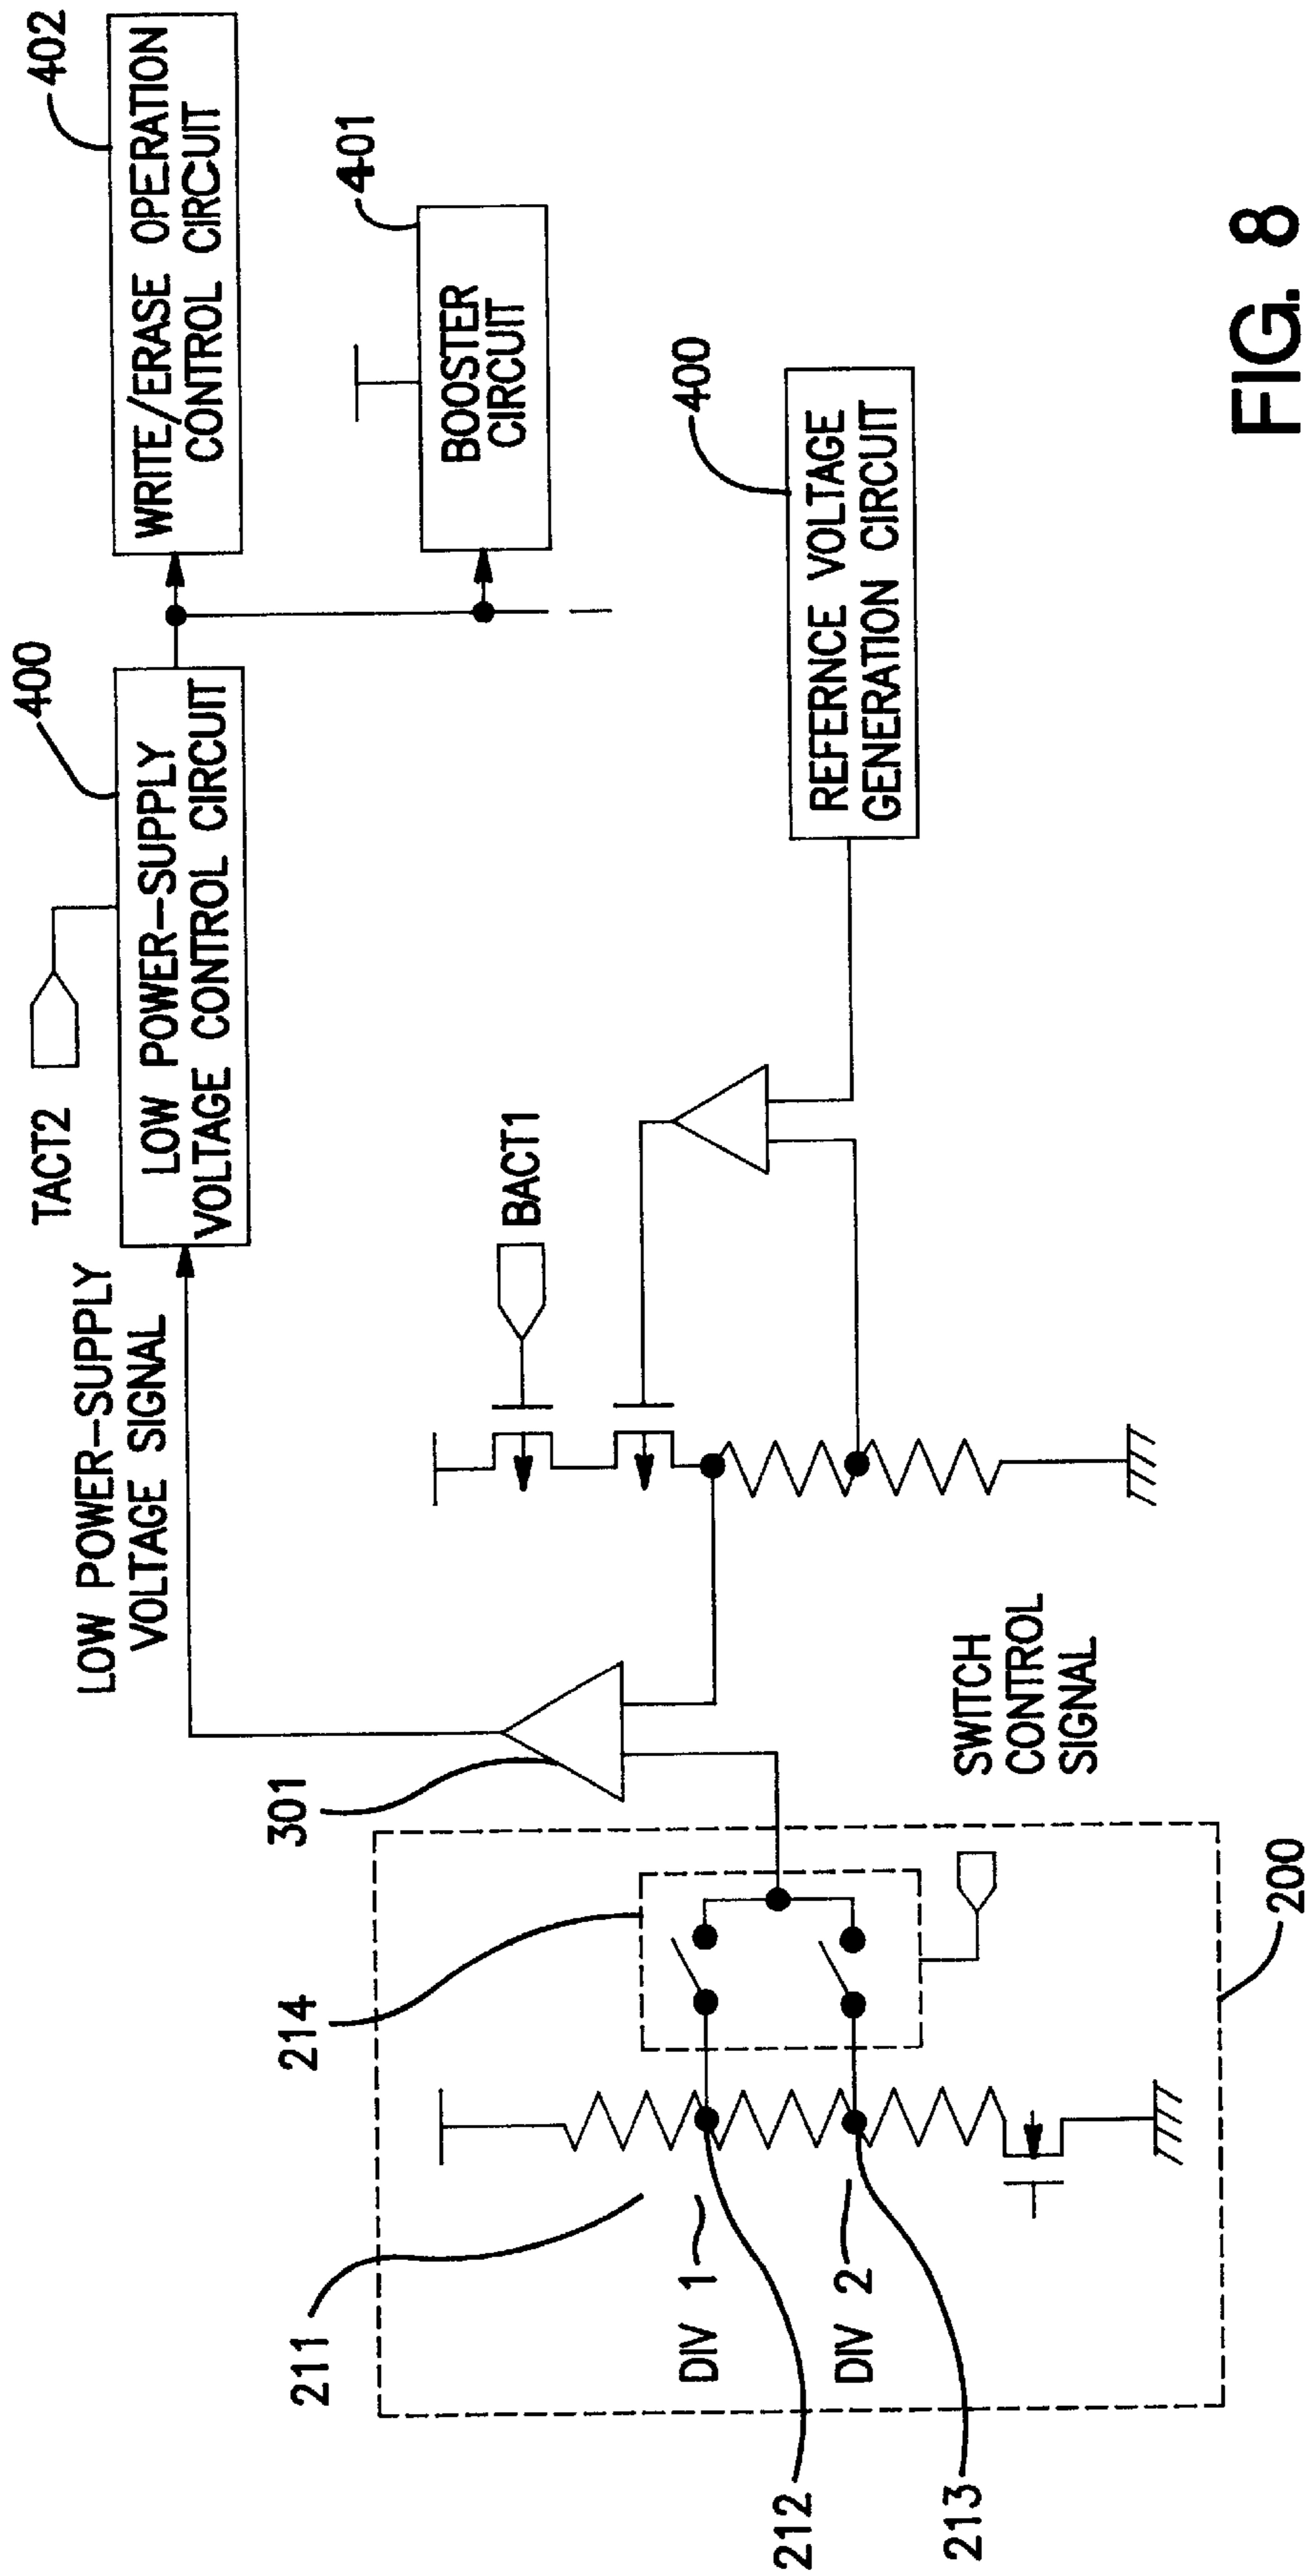 402
WRITE/ERASE OPERATION
CONTROL CIRCUIT
401
BOOSTER
CIRCUIT
400
LOW POWER-SUPPLY
VOLTAGE CONTROL CIRCUIT
TACT2
400
REFERNCE VOLTAGE
GENERATION CIRCUIT
BACT1
LOW POWER-SUPPLY
VOLTAGE SIGNAL
301
SWITCH
CONTROL
SIGNAL
214
200
211
DIV 1
DIV 2
212
213
FIG. 8